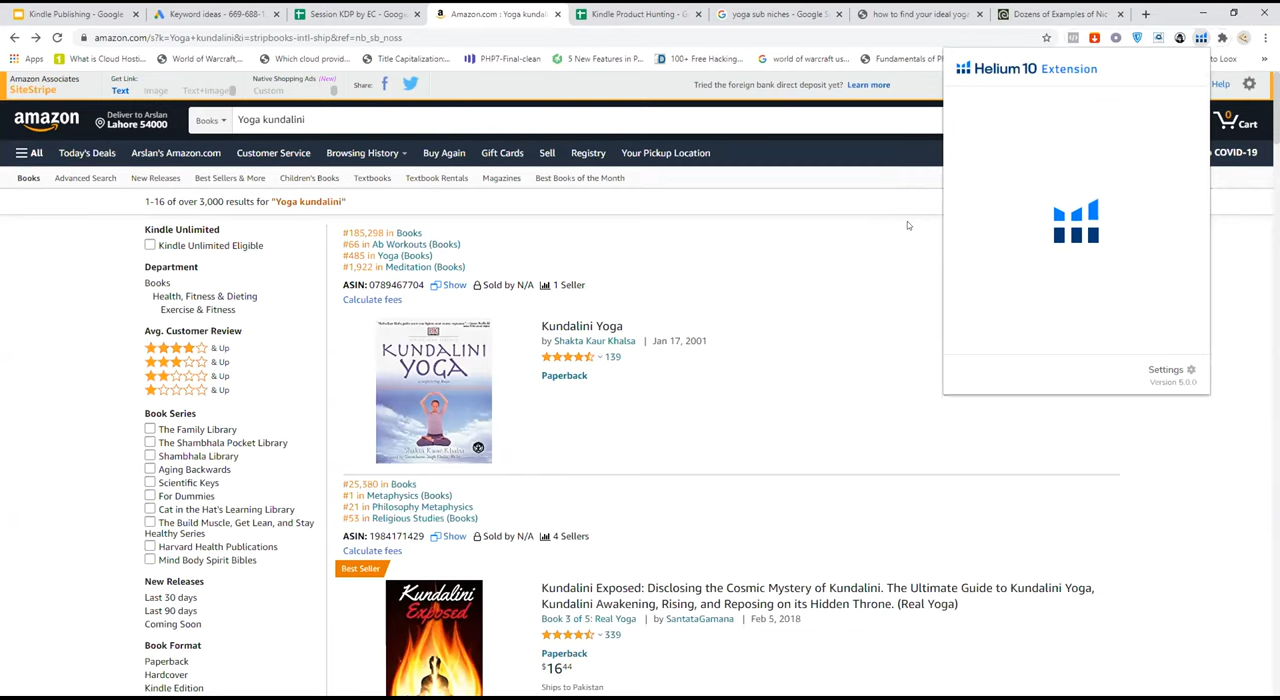 Kindle Publishing - Google
Keyword ideas - 669-688-1
Session KDP by EC - Google
Amazon.com : Yoga kundali
Kindle Product Hunting - G
yoga sub niches - Google S
how to find your ideal yoga
Dozens of Examples of Nic
amazon.com/s?k=Yoga+kundalini&i=stripbooks-intl-ship&ref=nb_sb_noss
Apps
What is Cloud Hosti...
World of Warcraft,...
Which cloud provid...
Title Capitalization:...
PHP7-Final-clean
5 New Features in P...
100+ Free Hacking...
world of warcraft us...
Fundamentals of P
to Loox
Amazon Associates
SiteStripe
Get Link:
Text Image Text+Image
Native Shopping Ads (New)
Custom
Share:
Tried the foreign bank direct deposit yet? Learn more
Help
amazon
Deliver to Arslan
Lahore 54000
Books
Yoga kundalini
0
Cart
All
Today's Deals
Arslan's Amazon.com
Customer Service
Browsing History
Buy Again
Gift Cards
Sell
Registry
Your Pickup Location
COVID-19
Books
Advanced Search
New Releases
Best Sellers & More
Children's Books
Textbooks
Textbook Rentals
Magazines
Best Books of the Month
1-16 of over 3,000 results for "Yoga kundalini"
Helium 10 Extension
Settings
Version 5.0.0
Kindle Unlimited
Kindle Unlimited Eligible
Department
Books
Health, Fitness & Dieting
Exercise & Fitness
Avg. Customer Review
& Up
& Up
& Up
& Up
Book Series
The Family Library
The Shambhala Pocket Library
Shambhala Library
Aging Backwards
Scientific Keys
For Dummies
Cat in the Hat's Learning Library
The Build Muscle, Get Lean, and Stay
Healthy Series
Harvard Health Publications
Mind Body Spirit Bibles
New Releases
Last 30 days
Last 90 days
Coming Soon
Book Format
Paperback
Hardcover
Kindle Edition
#185,298 in Books
#66 in Ab Workouts (Books)
#485 in Yoga (Books)
#1,922 in Meditation (Books)
ASIN: 0789467704 Show Sold by N/A 1 Seller
Calculate fees
KUNDALINI
YOGA
Shakta Kaur Khalsa
Kundalini Yoga
by Shakta Kaur Khalsa | Jan 17, 2001
139
Paperback
#25,380 in Books
#1 in Metaphysics (Books)
#21 in Philosophy Metaphysics
#53 in Religious Studies (Books)
ASIN: 1984171429 Show Sold by N/A 4 Sellers
Calculate fees
Best Seller
Kundalini
Exposed
Kundalini Exposed: Disclosing the Cosmic Mystery of Kundalini. The Ultimate Guide to Kundalini Yoga,
Kundalini Awakening, Rising, and Reposing on its Hidden Throne. (Real Yoga)
Book 3 of 5: Real Yoga | by SantataGamana | Feb 5, 2018
339
Paperback
$16 44
Ships to Pakistan